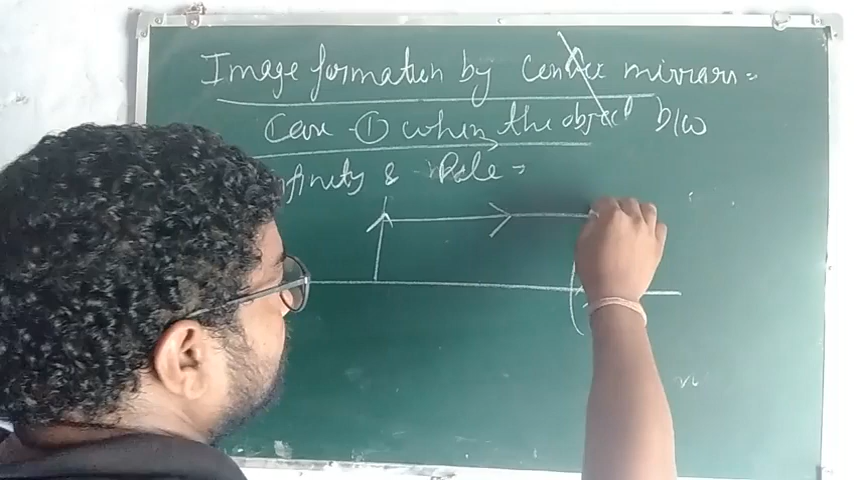 Image formation by Convex mirrors =
Case - ① when the object b/w
infinity & Pole =